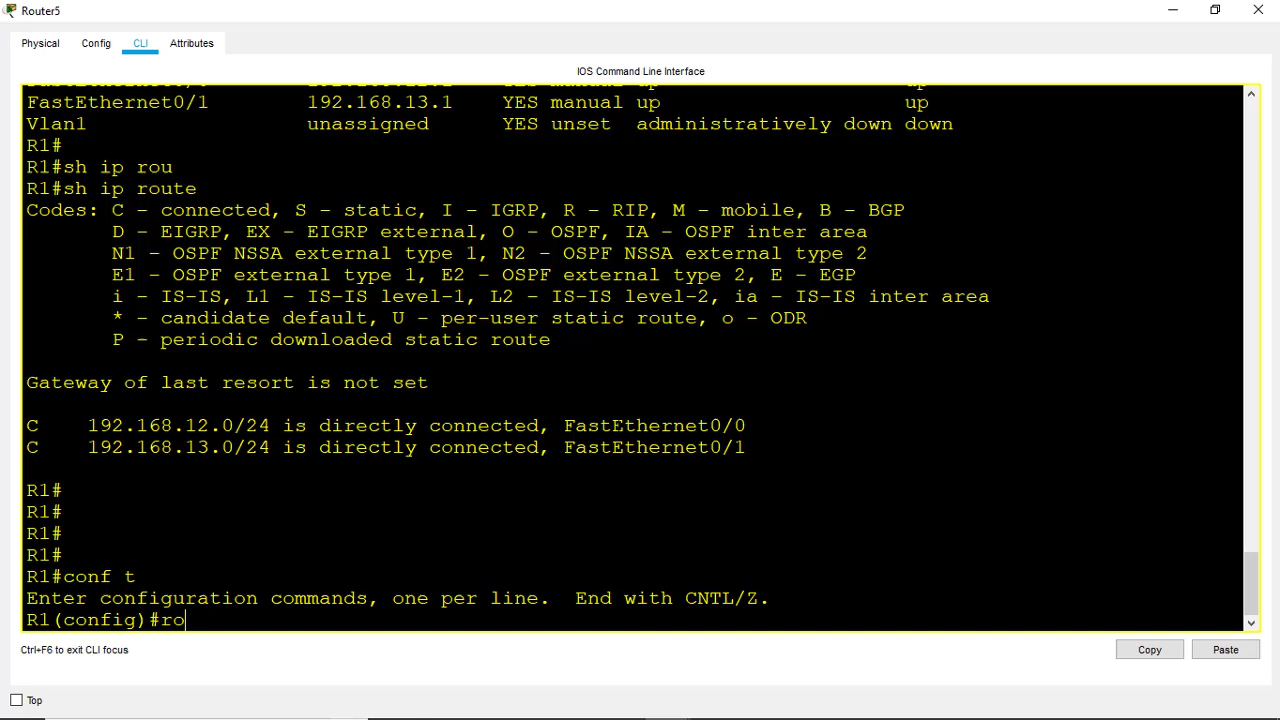 Router5
Physical Config CLI Attributes
IOS Command Line Interface
FastEthernet0/1 192.168.13.1 YES manual up up
Vlan1 unassigned YES unset administratively down down
R1#
R1#sh ip rou
R1#sh ip route
Codes: C - connected, S - static, I - IGRP, R - RIP, M - mobile, B - BGP
D - EIGRP, EX - EIGRP external, O - OSPF, IA - OSPF inter area
N1 - OSPF NSSA external type 1, N2 - OSPF NSSA external type 2
E1 - OSPF external type 1, E2 - OSPF external type 2, E - EGP
i - IS-IS, L1 - IS-IS level-1, L2 - IS-IS level-2, ia - IS-IS inter area
* - candidate default, U - per-user static route, o - ODR
P - periodic downloaded static route
Gateway of last resort is not set
C 192.168.12.0/24 is directly connected, FastEthernet0/0
C 192.168.13.0/24 is directly connected, FastEthernet0/1
R1#
R1#
R1#
R1#
R1#conf t
Enter configuration commands, one per line. End with CNTL/Z.
R1(config)#ro
Ctrl+F6 to exit CLI focus
Copy Paste
Top